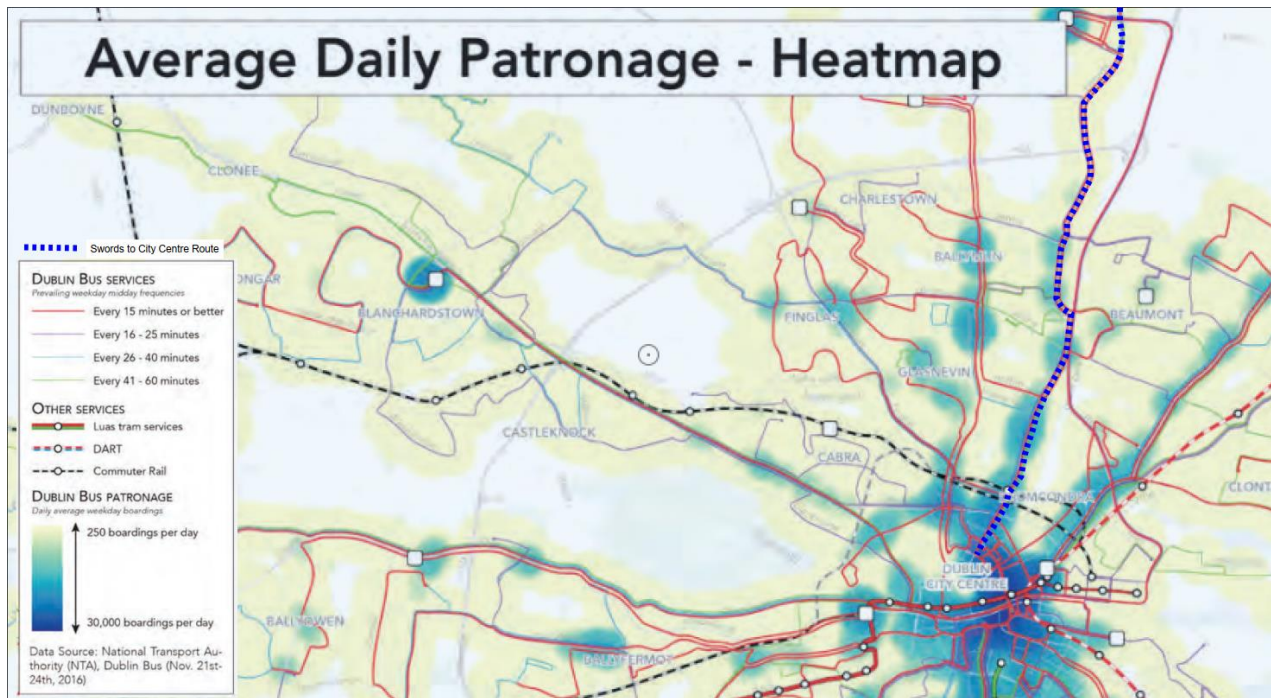 Average Daily Patronage - Heatmap
DUNBOYNE
CLONEE
CHARLESTOWN
BALLYMUN
Swords to City Centre Route
DUBLIN BUS SERVICES
Prevailing weekday midday frequencies
Every 15 minutes or better
Every 16 - 25 minutes
Every 26 - 40 minutes
Every 41 - 60 minutes
OTHER SERVICES
Luas tram services
DART
Commuter Rail
DUBLIN BUS PATRONAGE
Daily average weekday boardings
250 boardings per day
30,000 boardings per day
Data Source: National Transport Au-
thority (NTA), Dublin Bus (Nov. 21st-
24th, 2016)
ONGAR
BLANCHARDSTOWN
FINGLAS
BEAUMONT
GLASNEVIN
CASTLEKNOCK
CABRA
CLONT
DUBLIN
CITY CENTRE
BALLYOWEN